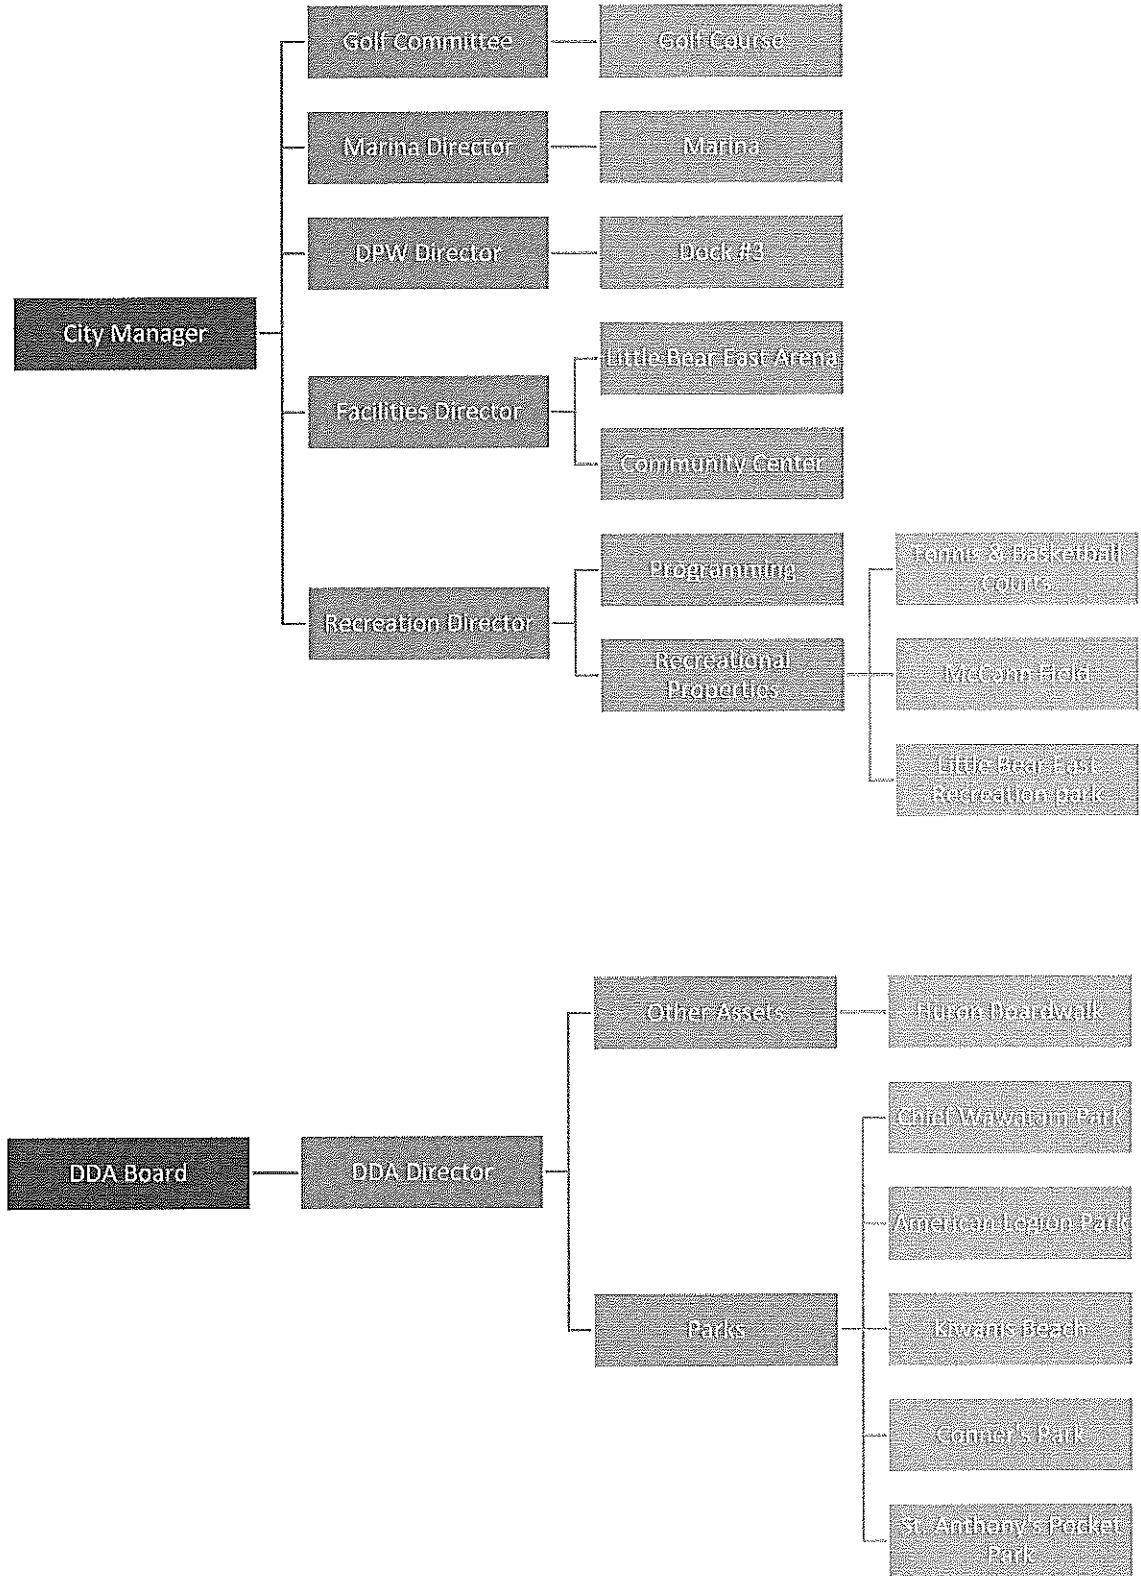 Golf Committee
Golf Course
Marina Director
Marina
DPW Director
Dock #3
City Manager
Little Bear East Arena
Facilities Director
Community Center
Programming
Tennis & Basketball
Courts
Recreation Director
Recreational
Properties
McCann Field
Little Bear East
Recreation park
Other Assets
Huron Boardwalk
Chief Wawatam Park
DDA Board
DDA Director
American Legion Park
Parks
Kiwanis Beach
Conner's Park
St. Anthony's Pocket
Park